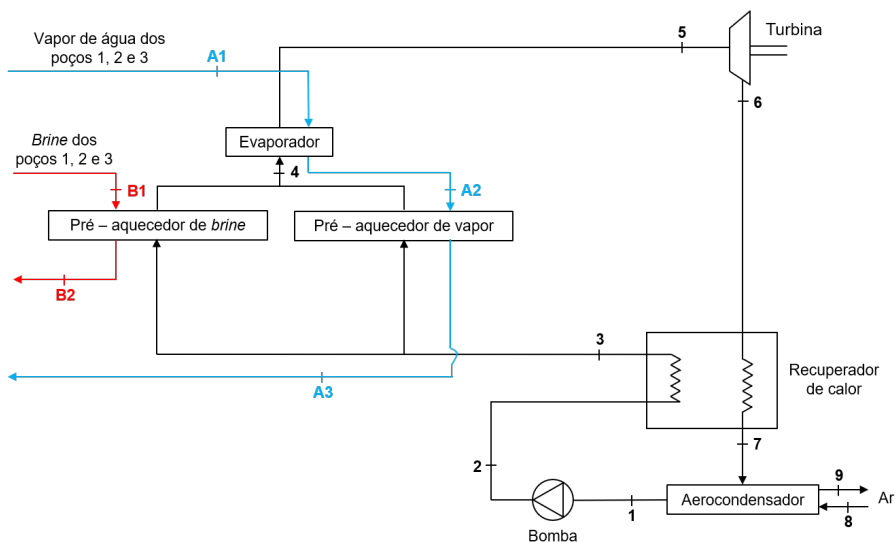 5
Turbina
Vapor de água dos
poços 1, 2 e 3
A1
6
Evaporador
Brine dos
poços 1, 2 e 3
4
B1
A2
Pré – aquecedor de brine
Pré – aquecedor de vapor
B2
3
Recuperador
de calor
A3
7
2
9
Aerocondensador
Ar
8
1
Bomba